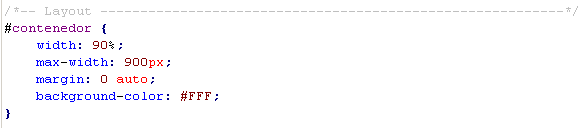 /*-- Layout --------------------------------------------------------------*/
#contenedor {
    width: 90%;
    max-width: 900px;
    margin: 0 auto;
    background-color: #FFF;
}